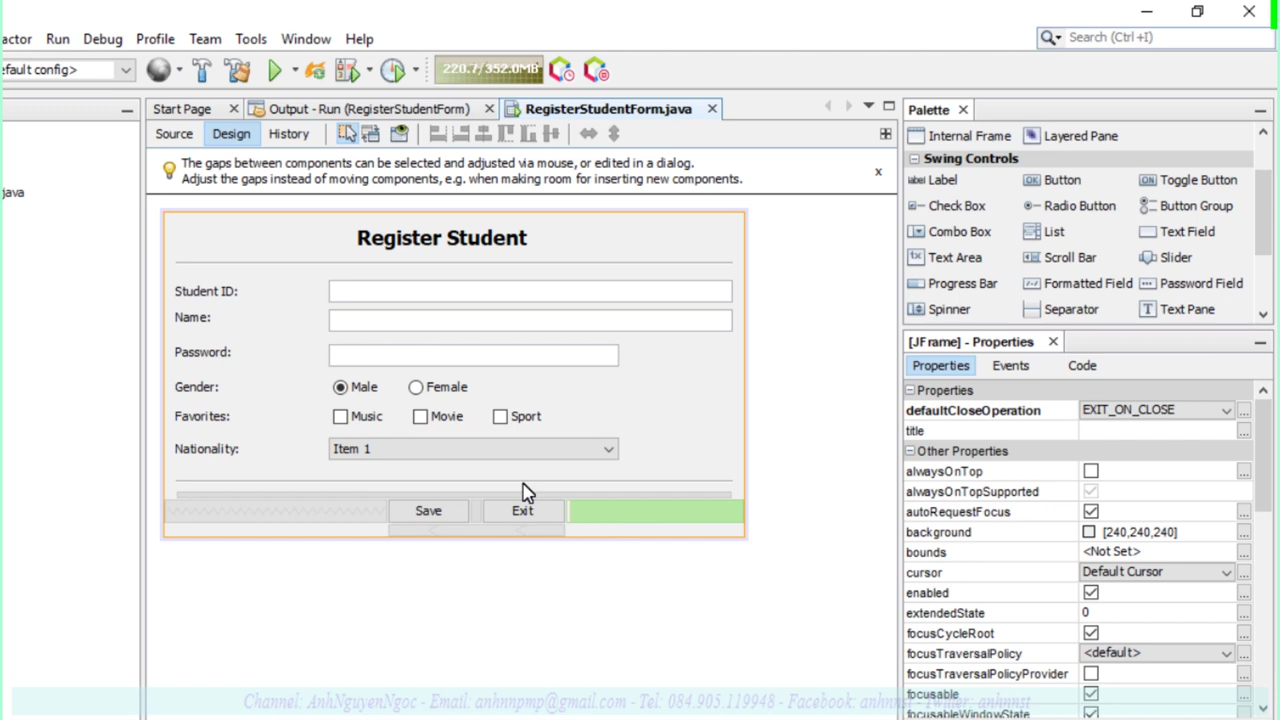 actor Run Debug Profile Team Tools Window Help
Search (Ctrl+I)
efault config>
220.7/352.0MB
Start Page
Output - Run (RegisterStudentForm)
RegisterStudentForm.java
Source Design History
The gaps between components can be selected and adjusted via mouse, or edited in a dialog.
Adjust the gaps instead of moving components, e.g. when making room for inserting new components.
java
Register Student
Student ID:
Name:
Password:
Gender: Male Female
Favorites: Music Movie Sport
Nationality: Item 1
Save Exit
Palette
Internal Frame Layered Pane
Swing Controls
label Label OK Button ON Toggle Button
Check Box Radio Button Button Group
Combo Box List Text Field
Text Area Scroll Bar Slider
Progress Bar Formatted Field Password Field
Spinner Separator Text Pane
[JFrame] - Properties
Properties Events Code
Properties
defaultCloseOperation EXIT_ON_CLOSE
title
Other Properties
alwaysOnTop
alwaysOnTopSupported
autoRequestFocus
background [240,240,240]
bounds <Not Set>
cursor Default Cursor
enabled
extendedState 0
focusCycleRoot
focusTraversalPolicy <default>
focusTraversalPolicyProvider
focusable
focusableWindowState
Channel: AnhNguyenNgoc - Email: anhnnpmp@gmail.com - Tel: 084.905.119948 - Facebook: anhnnst - Twitter: anhnnst